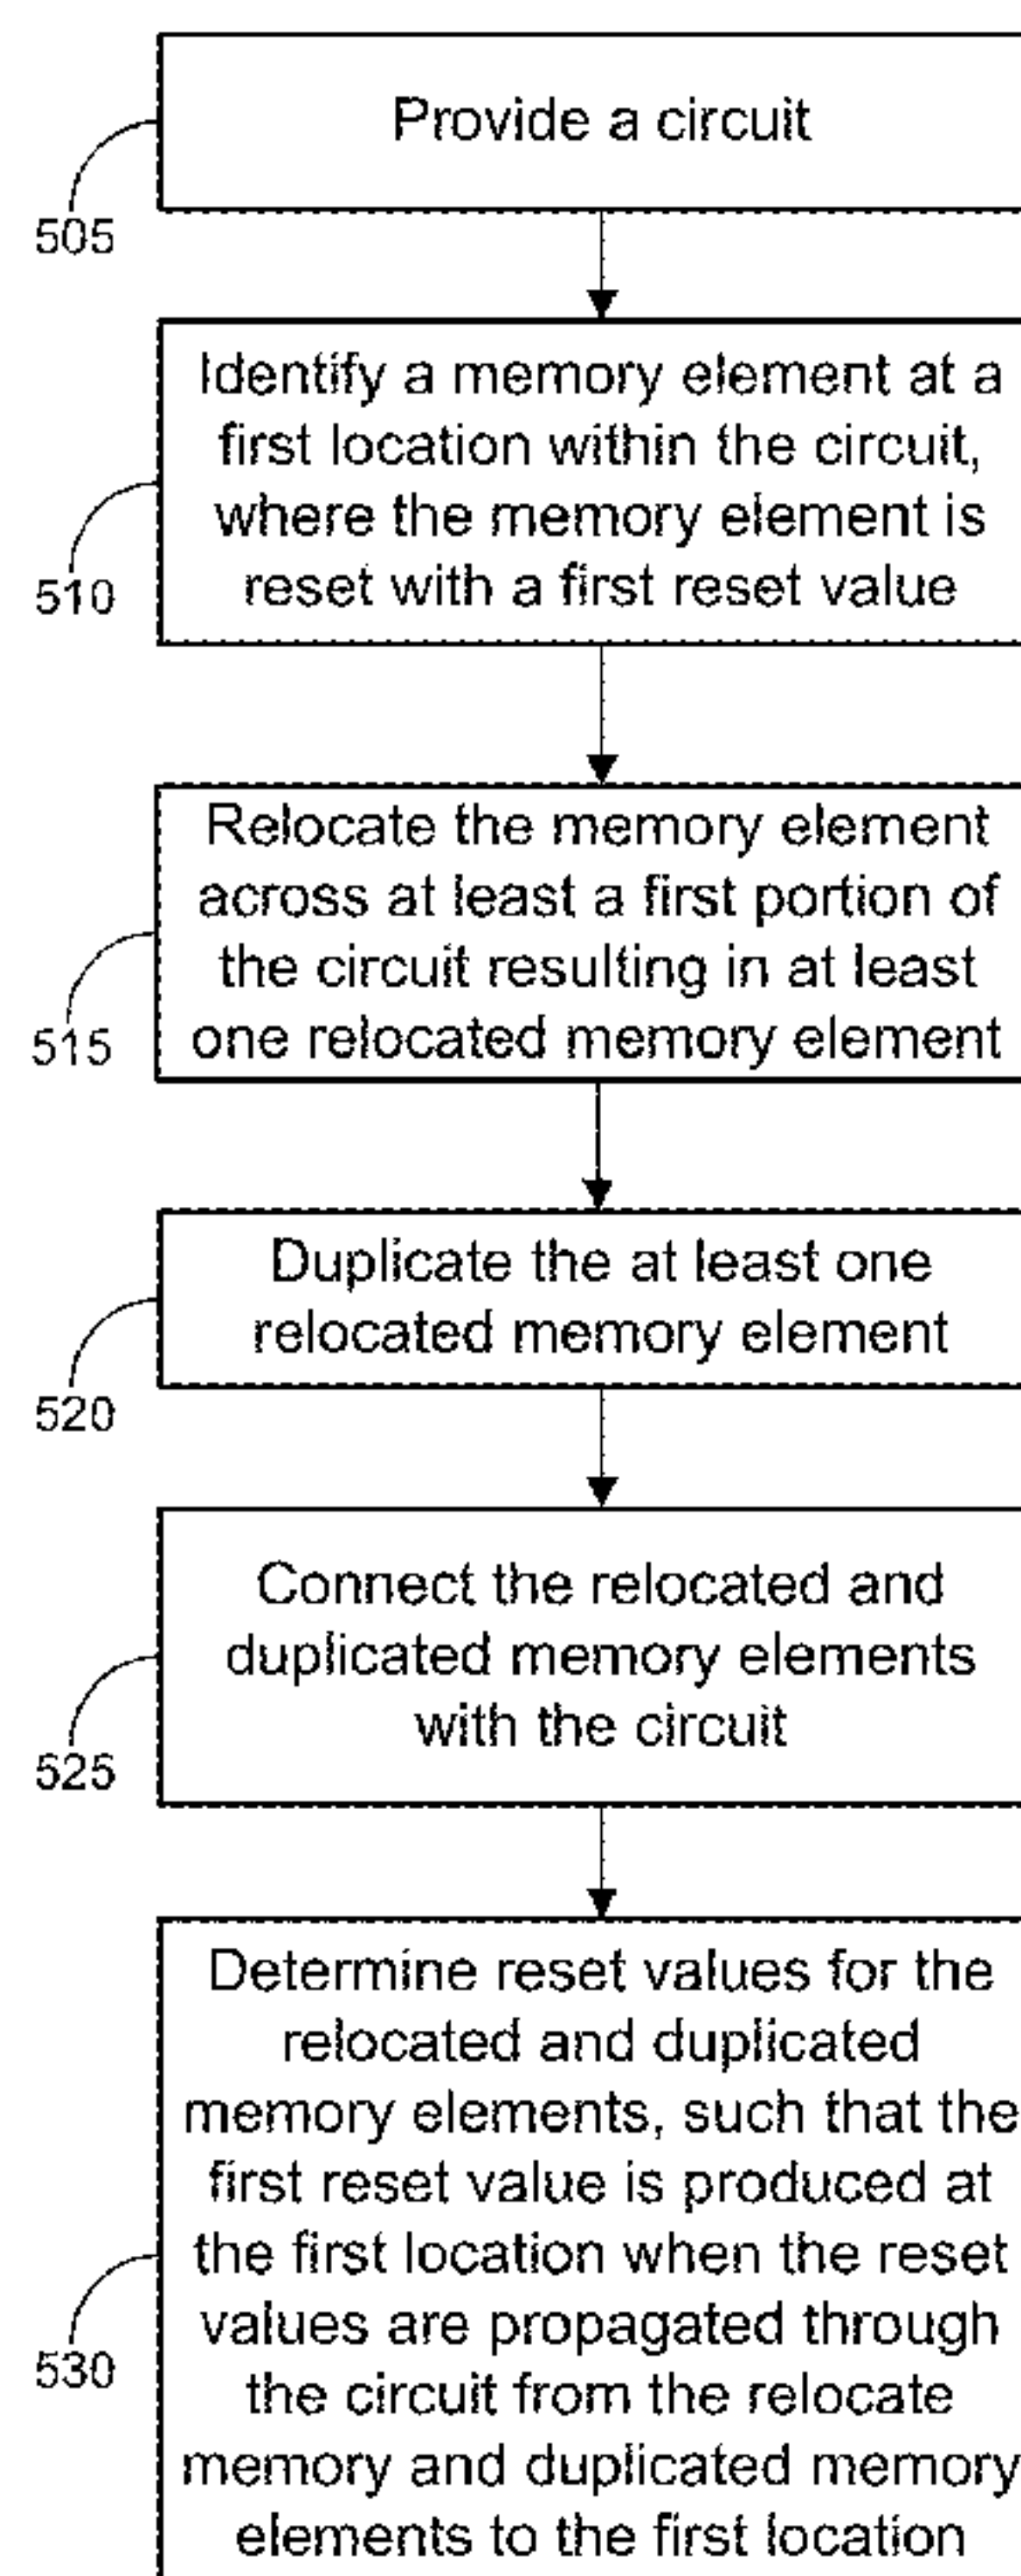 Provide a circuit
505
Identify a memory element at a
first location within the circuit,
where the memory element is
reset with a first reset value
510
Relocate the memory element
across at least a first portion of
the circuit resulting in at least
one relocated memory element
515
Duplicate the at least one
relocated memory element
520
Connect the relocated and
duplicated memory elements
with the circuit
525
Determine reset values for the
relocated and duplicated
memory elements, such that the
first reset value is produced at
the first location when the reset
values are propagated through
the circuit from the relocate
memory and duplicated memory
elements to the first location
530